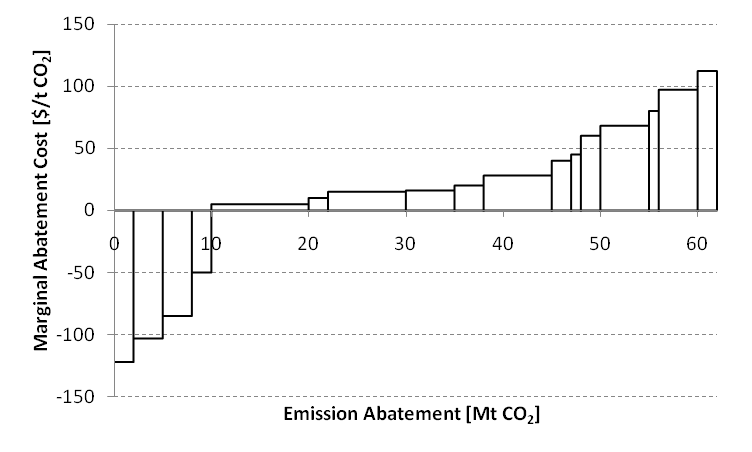 150
100
50
0
-50
-100
-150
Marginal Abatement Cost [$/t CO₂]
0 10 20 30 40 50 60
Emission Abatement [Mt CO₂]